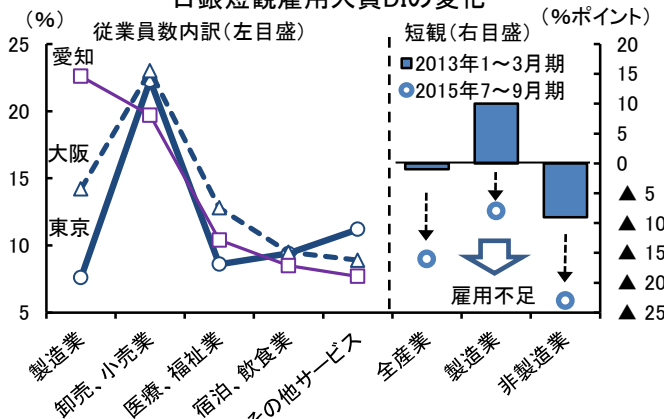 日銀短観雇用人員DIの変化
(%)
従業員数内訳(左目盛)
短観(右目盛)
(%ポイント)
25
20
15
10
5
愛知
大阪
東京
2013年1~3月期
2015年7~9月期
雇用不足
20
15
10
5
0
▲ 5
▲ 10
▲ 15
▲ 20
▲ 25
製造業
卸売、小売業
医療、福祉業
宿泊、飲食業
その他サービス
全産業
製造業
非製造業